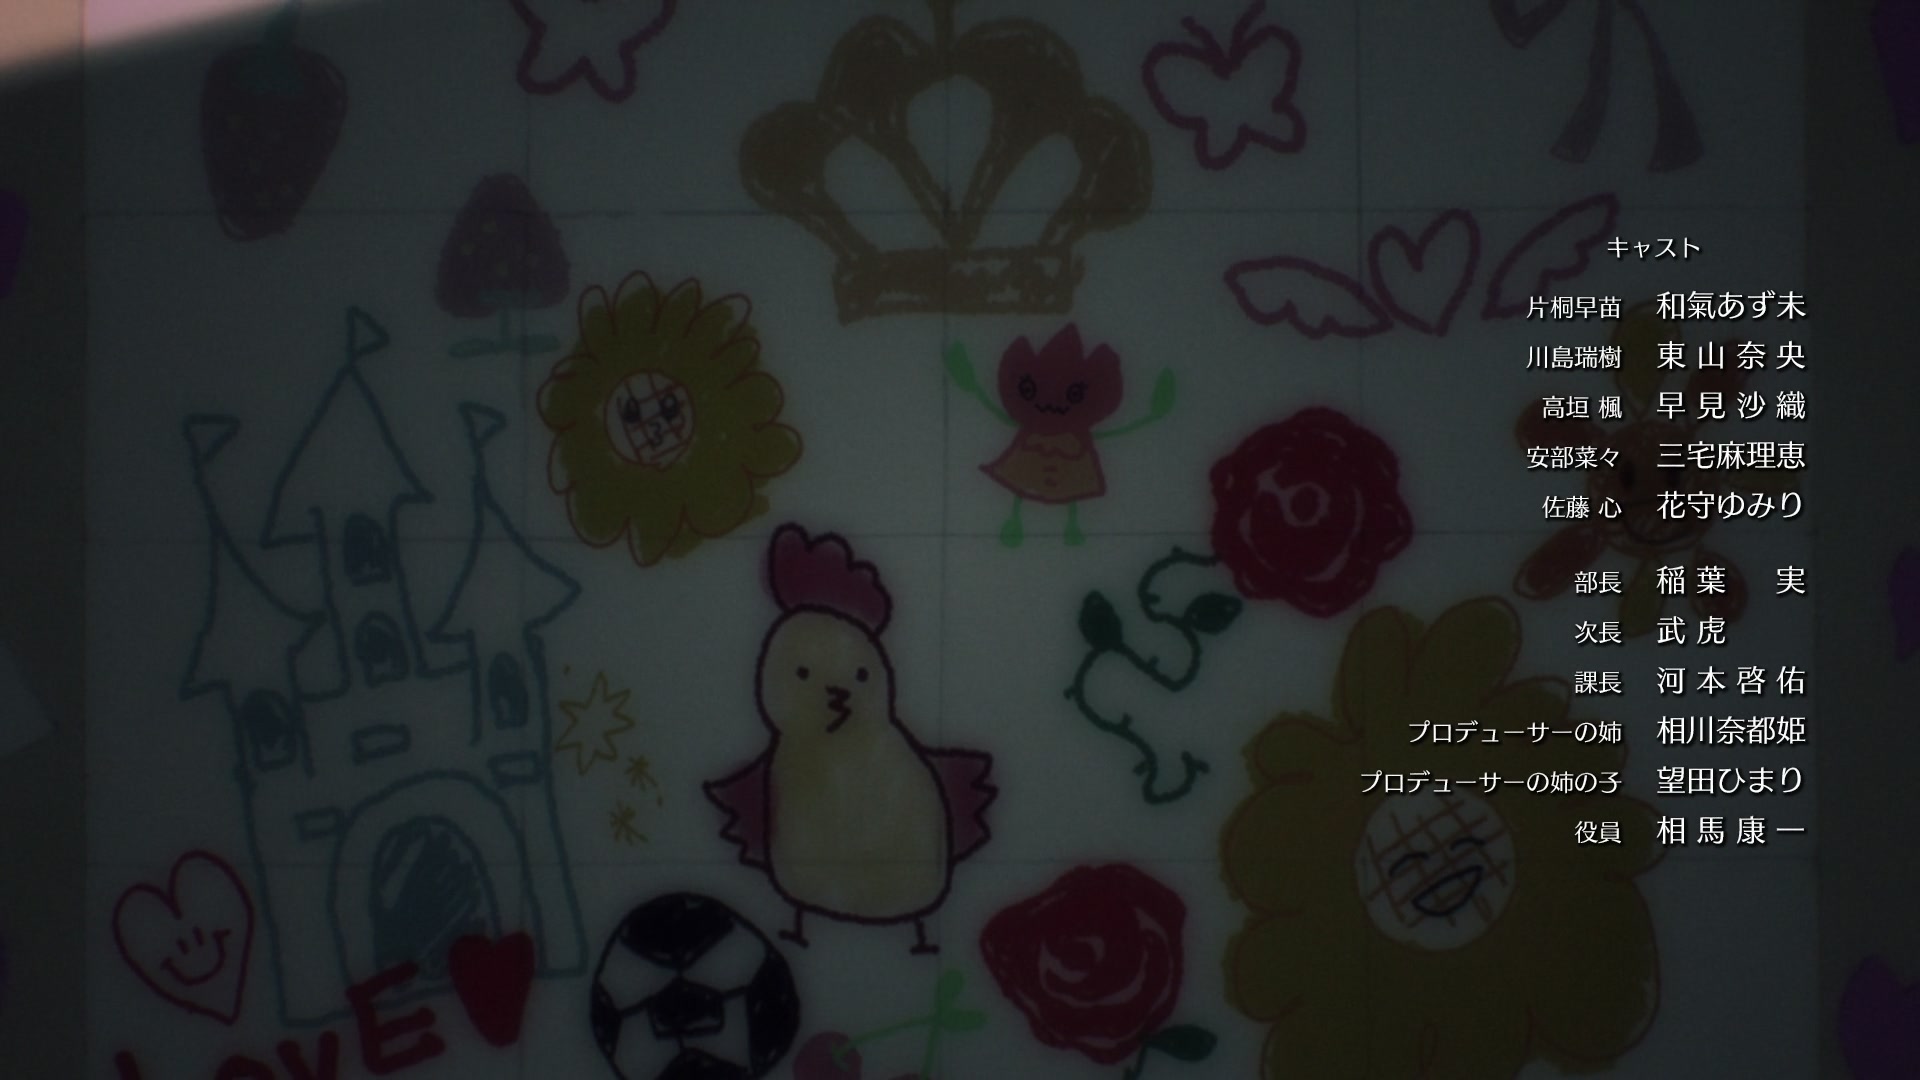 キャスト
片桐早苗 和氣あず未
川島瑞樹 東山奈央
高垣 楓 早見沙織
安部菜々 三宅麻理恵
佐藤 心 花守ゆみり
部長 稲葉 実
次長 武虎
課長 河本啓佑
プロデューサーの姉 相川奈都姫
プロデューサーの姉の子 望田ひまり
役員 相馬康一
LOVE